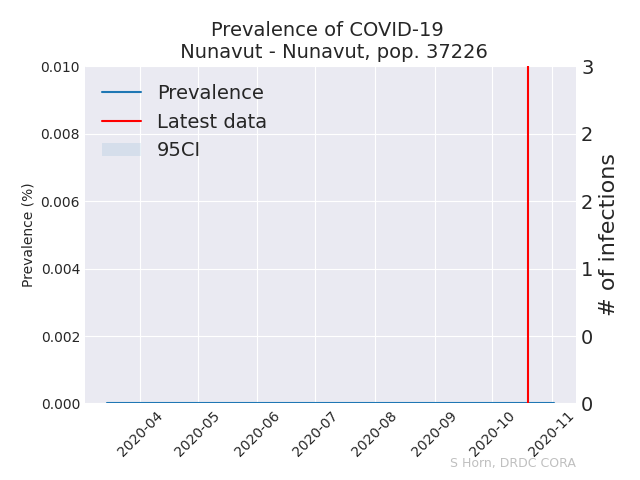 Prevalence of COVID-19
Nunavut - Nunavut, pop. 37226
0.010
0.008
0.006
0.004
0.002
0.000
Prevalence (%)
Prevalence
Latest data
95CI
3
2
2
1
0
0
# of infections
2020-04
2020-05
2020-06
2020-07
2020-08
2020-09
2020-10
2020-11
S Horn, DRDC CORA